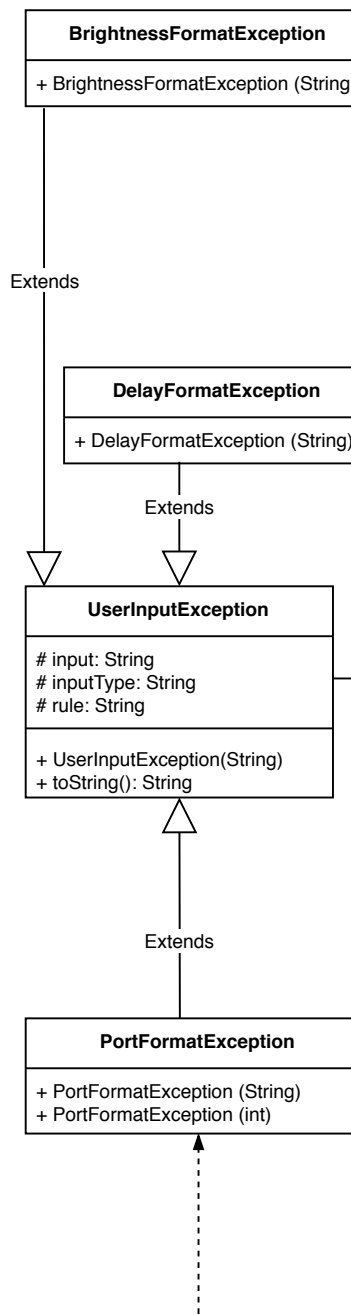 BrightnessFormatException
+ BrightnessFormatException (String
Extends
DelayFormatException
+ DelayFormatException (String)
Extends
UserInputException
# input: String
# inputType: String
# rule: String
+ UserInputException(String)
+ toString(): String
Extends
PortFormatException
+ PortFormatException (String)
+ PortFormatException (int)